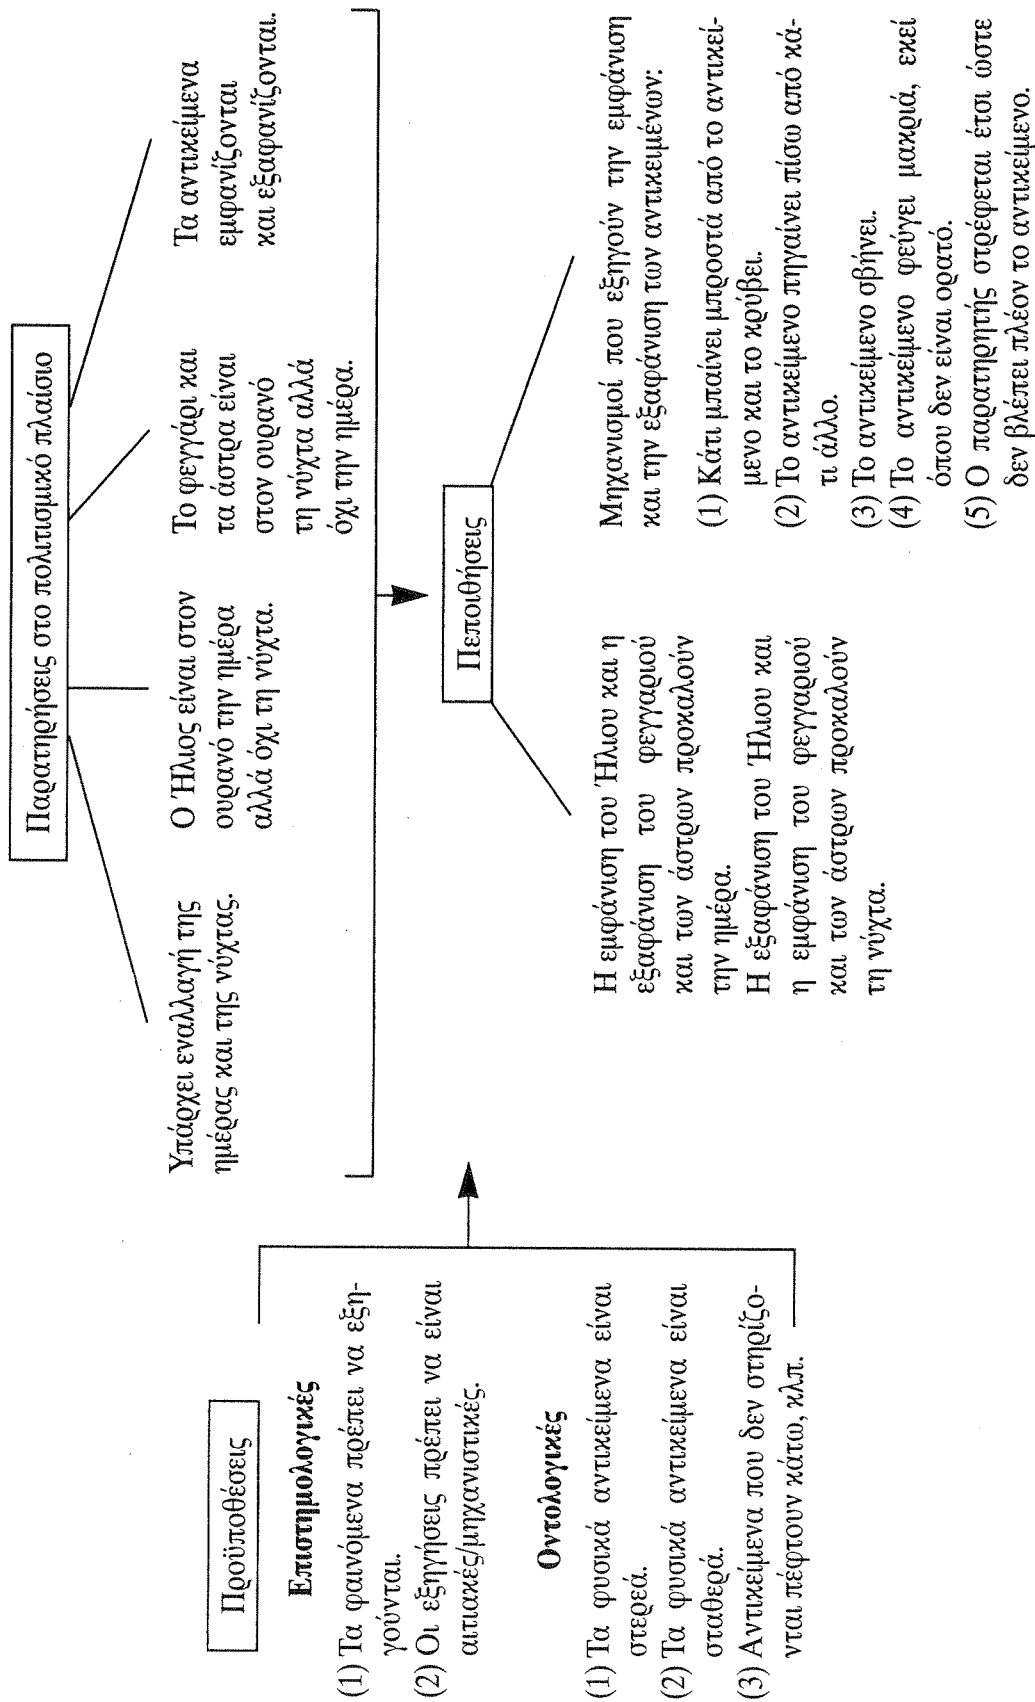 Παρατηρήσεις στο πολιτισμικό πλαίσιο
Υπάρχει εναλλαγή της
ημέρας και της νύχτας.
Ο Ήλιος είναι στον
ουρανό την ημέρα
αλλά όχι τη νύχτα.
Το φεγγάρι και
τα άστρα είναι
στον ουρανό
τη νύχτα αλλά
όχι την ημέρα.
Τα αντικείμενα
εμφανίζονται
και εξαφανίζονται.
Προϋποθέσεις
Επιστημολογικές
(1) Τα φαινόμενα πρέπει να εξη-
γούνται.
(2) Οι εξηγήσεις πρέπει να είναι
αιτιακές/μηχανιστικές.
Οντολογικές
(1) Τα φυσικά αντικείμενα είναι
στερεά.
(2) Τα φυσικά αντικείμενα είναι
σταθερά.
(3) Αντικείμενα που δεν στηρίζο-
νται πέφτουν κάτω, κλπ.
Πεποιθήσεις
Η εμφάνιση του Ήλιου και η
εξαφάνιση του φεγγαριού
και των άστρων προκαλούν
την ημέρα.
Η εξαφάνιση του Ήλιου και
η εμφάνιση του φεγγαριού
και των άστρων προκαλούν
τη νύχτα.
Μηχανισμοί που εξηγούν την εμφάνιση
και την εξαφάνιση των αντικειμένων:
(1) Κάτι μπαίνει μπροστά από το αντικεί-
μενο και το κρύβει.
(2) Το αντικείμενο πηγαίνει πίσω από κά-
τι άλλο.
(3) Το αντικείμενο σβήνει.
(4) Το αντικείμενο φεύγει μακριά, εκεί
όπου δεν είναι ορατό.
(5) Ο παρατηρητής στρέφεται έτσι ώστε
δεν βλέπει πλέον το αντικείμενο.